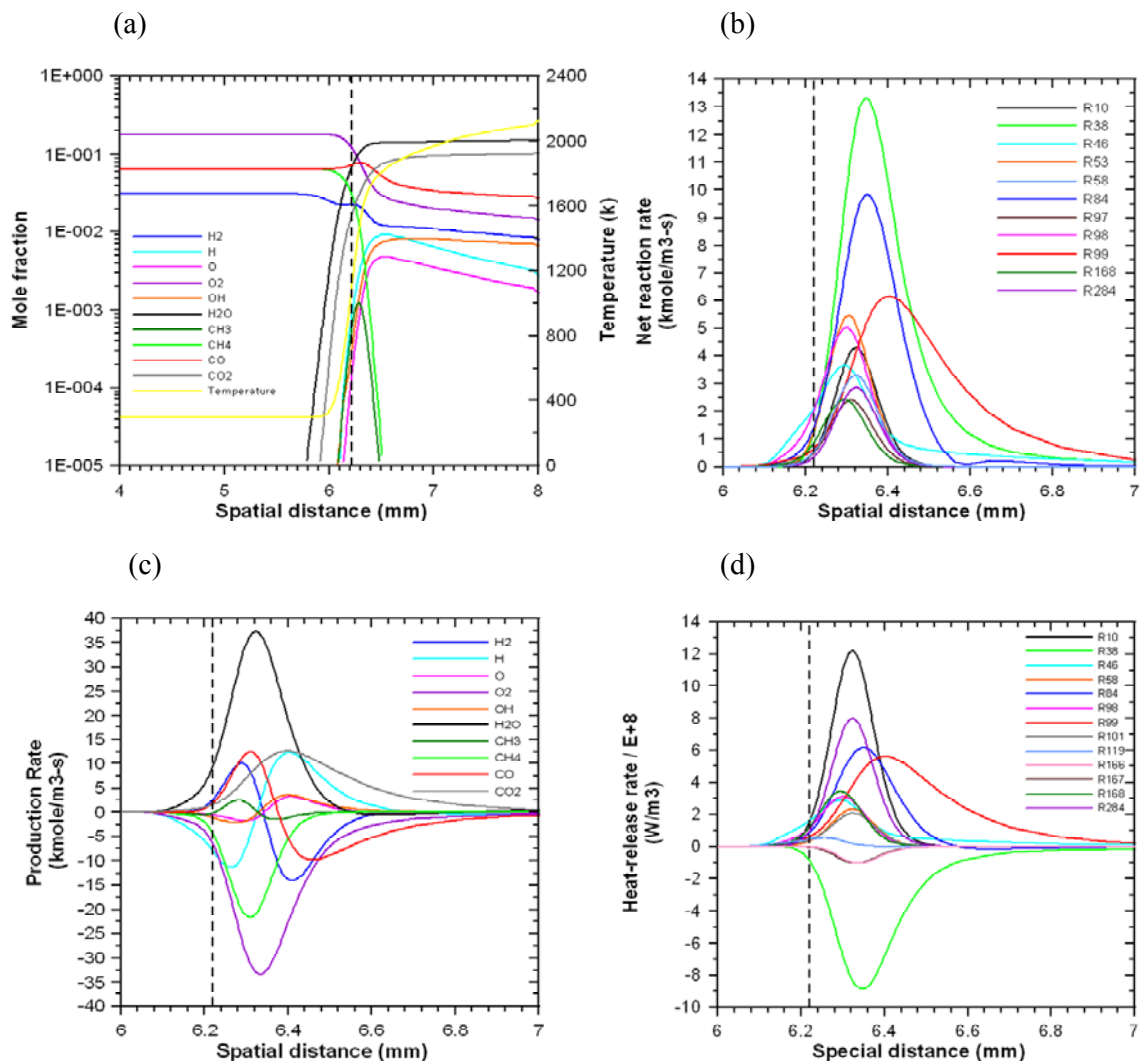 (a)
(b)
1E+000
1E-001
1E-002
1E-003
1E-004
1E-005
Mole fraction
2400
2000
1600
1200
800
400
0
Temperature (k)
H2
H
O
O2
OH
H2O
CH3
CH4
CO
CO2
Temperature
4 5 6 7 8
Spatial distance (mm)
14
13
12
11
10
9
8
7
6
5
4
3
2
1
0
Net reaction rate
(kmole/m3-s)
R10
R38
R46
R53
R58
R84
R97
R98
R99
R168
R284
6 6.2 6.4 6.6 6.8 7
Spatial distance (mm)
(c)
(d)
40
35
30
25
20
15
10
5
0
-5
-10
-15
-20
-25
-30
-35
-40
Production Rate
(kmole/m3-s)
H2
H
O
O2
OH
H2O
CH3
CH4
CO
CO2
6 6.2 6.4 6.6 6.8 7
Spatial distance (mm)
12
10
8
6
4
2
0
-2
-4
-6
-8
-10
Heat-release rate / E+8
(W/m3)
R10
R38
R46
R58
R84
R98
R99
R101
R119
R166
R167
R168
R284
6 6.2 6.4 6.6 6.8 7
Special distance (mm)